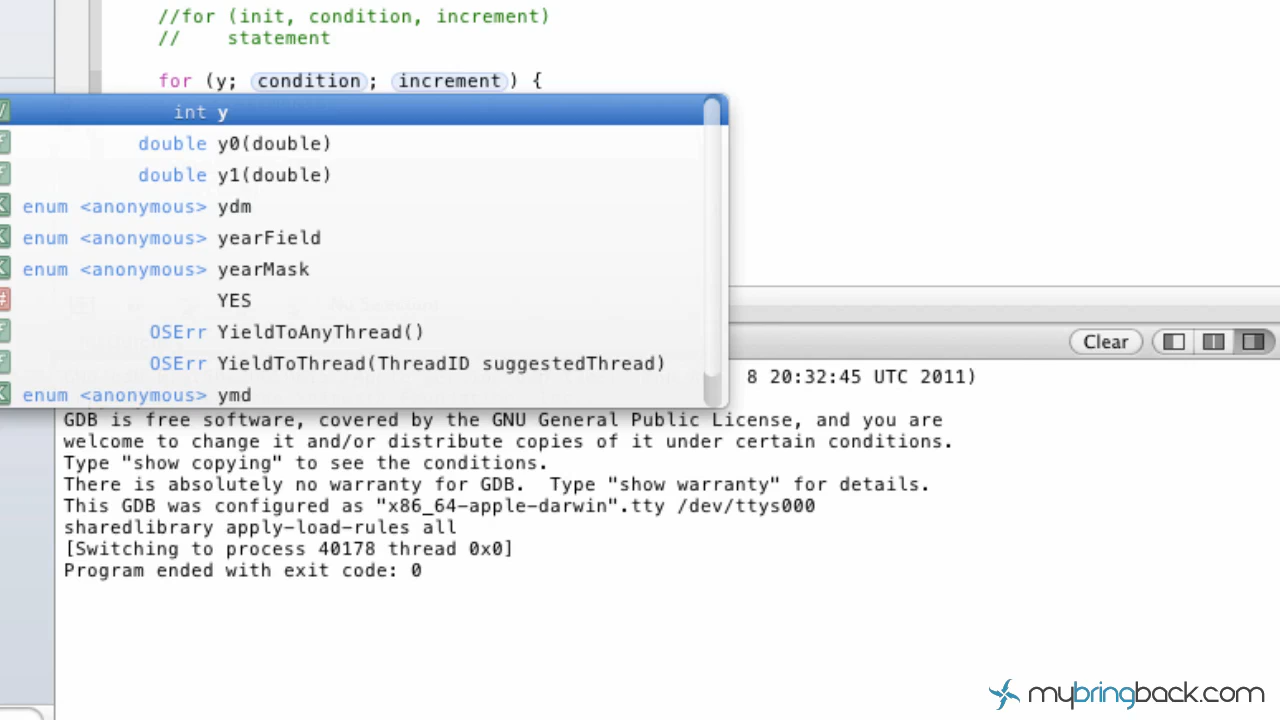 //for (init, condition, increment)
// statement
for (y; condition; increment) {
int y
double y0(double)
double y1(double)
enum <anonymous> ydm
enum <anonymous> yearField
enum <anonymous> yearMask
YES
OSErr YieldToAnyThread()
OSErr YieldToThread(ThreadID suggestedThread)
enum <anonymous> ymd
Clear
8 20:32:45 UTC 2011)
GDB is free software, covered by the GNU General Public License, and you are
welcome to change it and/or distribute copies of it under certain conditions.
Type "show copying" to see the conditions.
There is absolutely no warranty for GDB.  Type "show warranty" for details.
This GDB was configured as "x86_64-apple-darwin".tty /dev/ttys000
sharedlibrary apply-load-rules all
[Switching to process 40178 thread 0x0]
Program ended with exit code: 0
mybringback.com